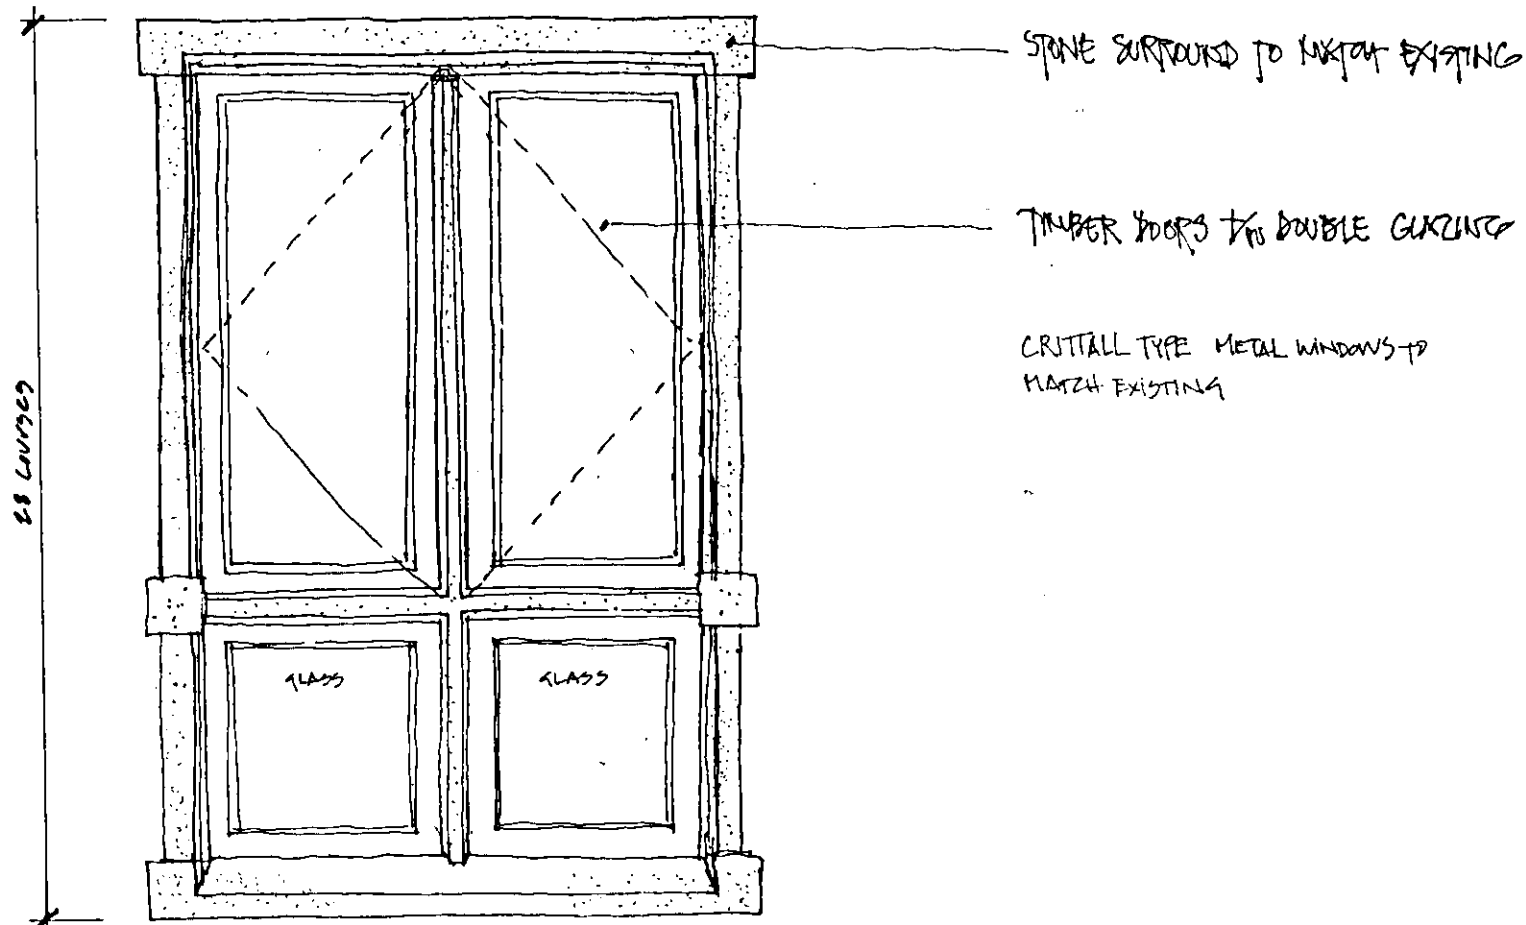 STONE SURROUND TO MATCH EXISTING
TIMBER DOORS DOUBLE GLAZING
CRITTALL TYPE METAL WINDOWS TO
MATCH EXISTING
28 COURSES
GLASS
GLASS